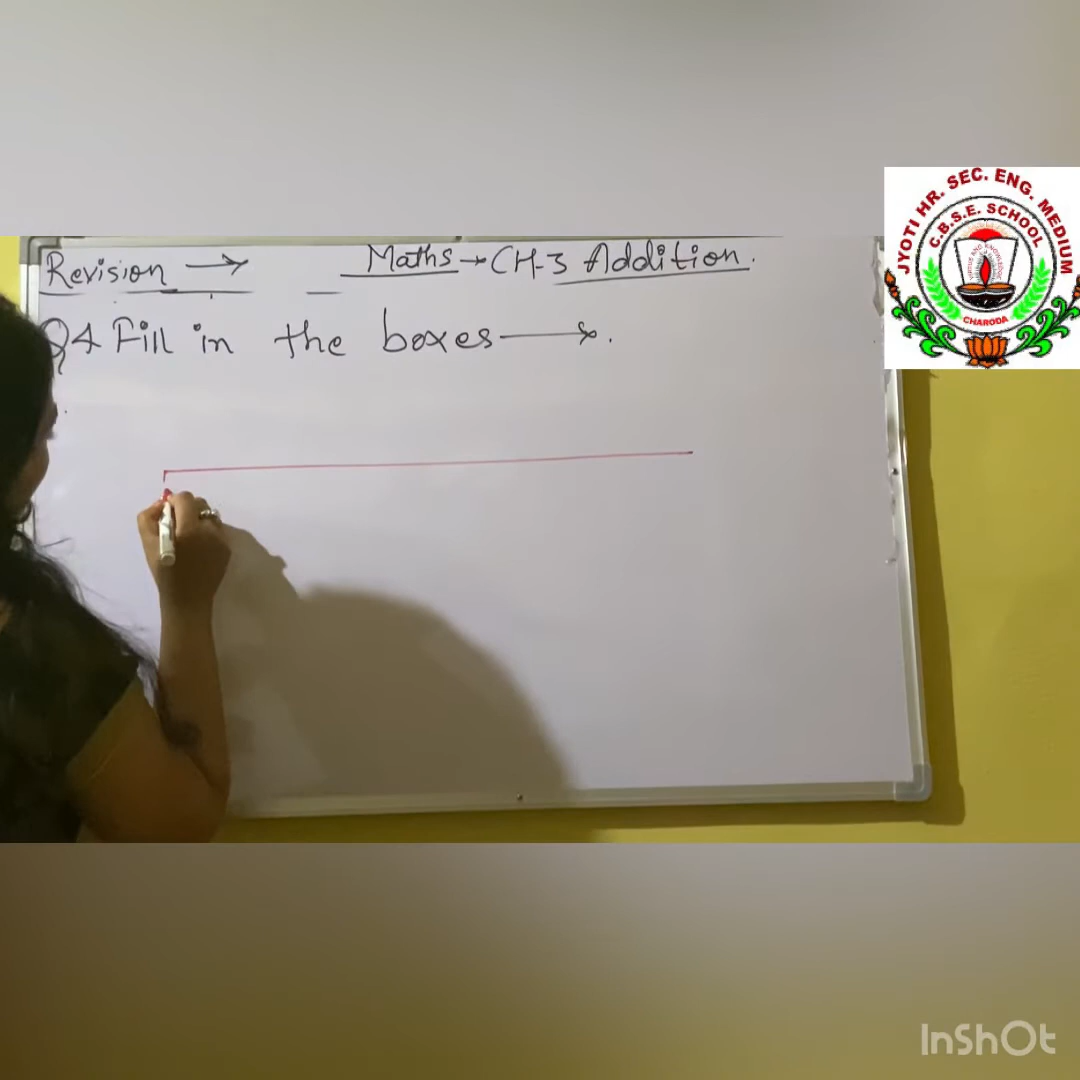 Revision → Maths → CH-3 Addition.
Q4 Fill in the boxes → .
JYOTI HR. SEC. ENG. MEDIUM
C.B.S.E. SCHOOL
CHARODA
InShOt